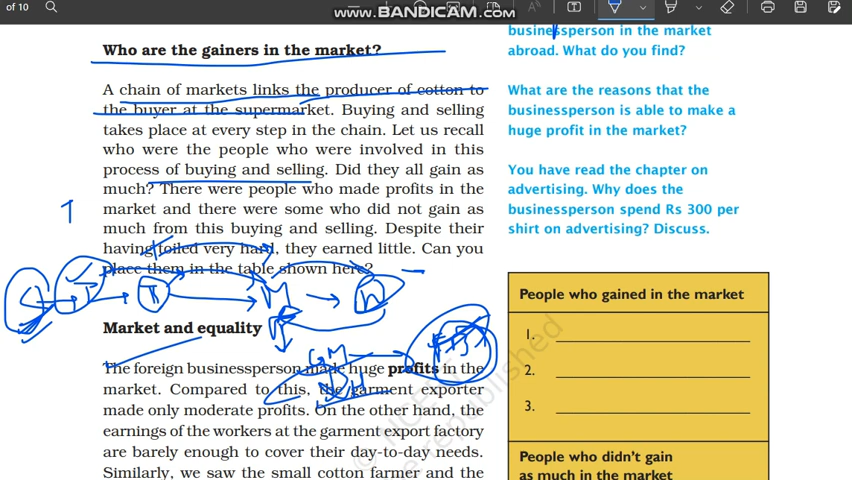 of 10
www.BANDICAM.com
Who are the gainers in the market?
A chain of markets links the producer of cotton to
the buyer at the supermarket. Buying and selling
takes place at every step in the chain. Let us recall
who were the people who were involved in this
process of buying and selling. Did they all gain as
much? There were people who made profits in the
market and there were some who did not gain as
much from this buying and selling. Despite their
having toiled very hard, they earned little. Can you
place them in the table shown here?
Market and equality
The foreign businessperson made huge profits in the
market. Compared to this, the garment exporter
made only moderate profits. On the other hand, the
earnings of the workers at the garment export factory
are barely enough to cover their day-to-day needs.
Similarly, we saw the small cotton farmer and the
businessperson in the market
abroad. What do you find?
What are the reasons that the
businessperson is able to make a
huge profit in the market?
You have read the chapter on
advertising. Why does the
businessperson spend Rs 300 per
shirt on advertising? Discuss.
People who gained in the market
1.
2.
3.
People who didn't gain
as much in the market